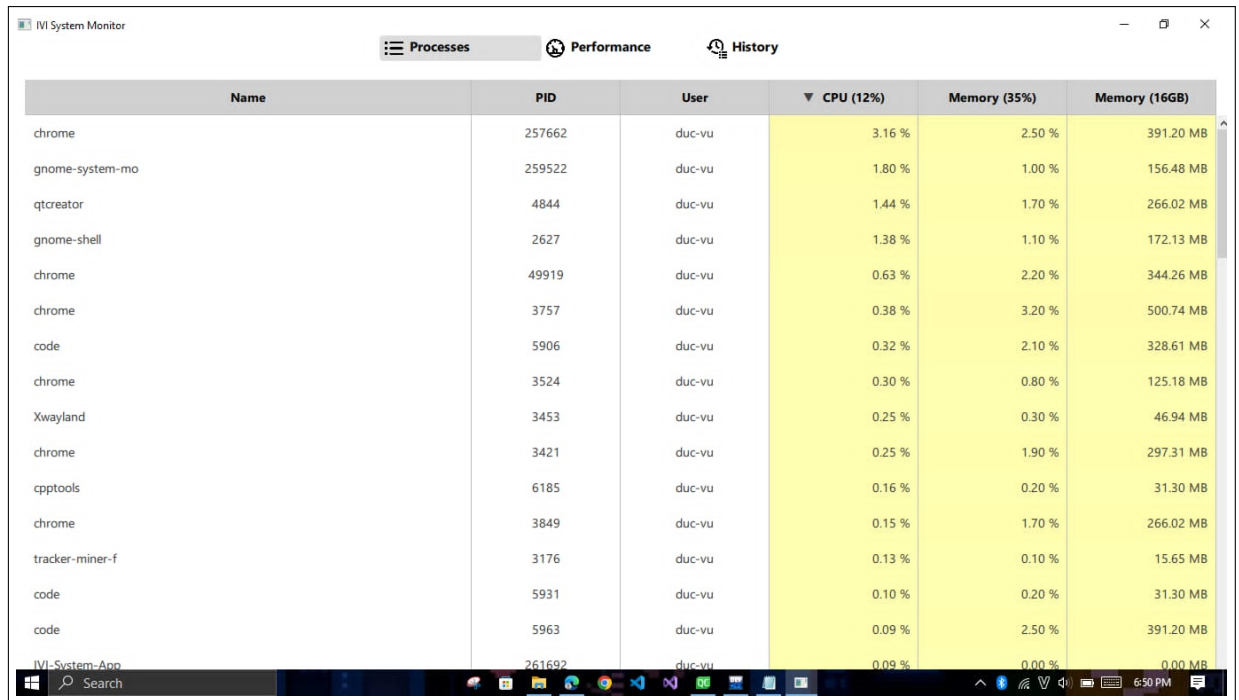 IVI System Monitor
Processes Performance History
Name PID User CPU (12%) Memory (35%) Memory (16GB)
chrome 257662 duc-vu 3.16 % 2.50 % 391.20 MB
gnome-system-mo 259522 duc-vu 1.80 % 1.00 % 156.48 MB
qtcreator 4844 duc-vu 1.44 % 1.70 % 266.02 MB
gnome-shell 2627 duc-vu 1.38 % 1.10 % 172.13 MB
chrome 49919 duc-vu 0.63 % 2.20 % 344.26 MB
chrome 3757 duc-vu 0.38 % 3.20 % 500.74 MB
code 5906 duc-vu 0.32 % 2.10 % 328.61 MB
chrome 3524 duc-vu 0.30 % 0.80 % 125.18 MB
Xwayland 3453 duc-vu 0.25 % 0.30 % 46.94 MB
chrome 3421 duc-vu 0.25 % 1.90 % 297.31 MB
cpptools 6185 duc-vu 0.16 % 0.20 % 31.30 MB
chrome 3849 duc-vu 0.15 % 1.70 % 266.02 MB
tracker-miner-f 3176 duc-vu 0.13 % 0.10 % 15.65 MB
code 5931 duc-vu 0.10 % 0.20 % 31.30 MB
code 5963 duc-vu 0.09 % 2.50 % 391.20 MB
IVI-System-App 261692 duc-vu 0.09 % 0.00 % 0.00 MB
Search QC 6:50 PM